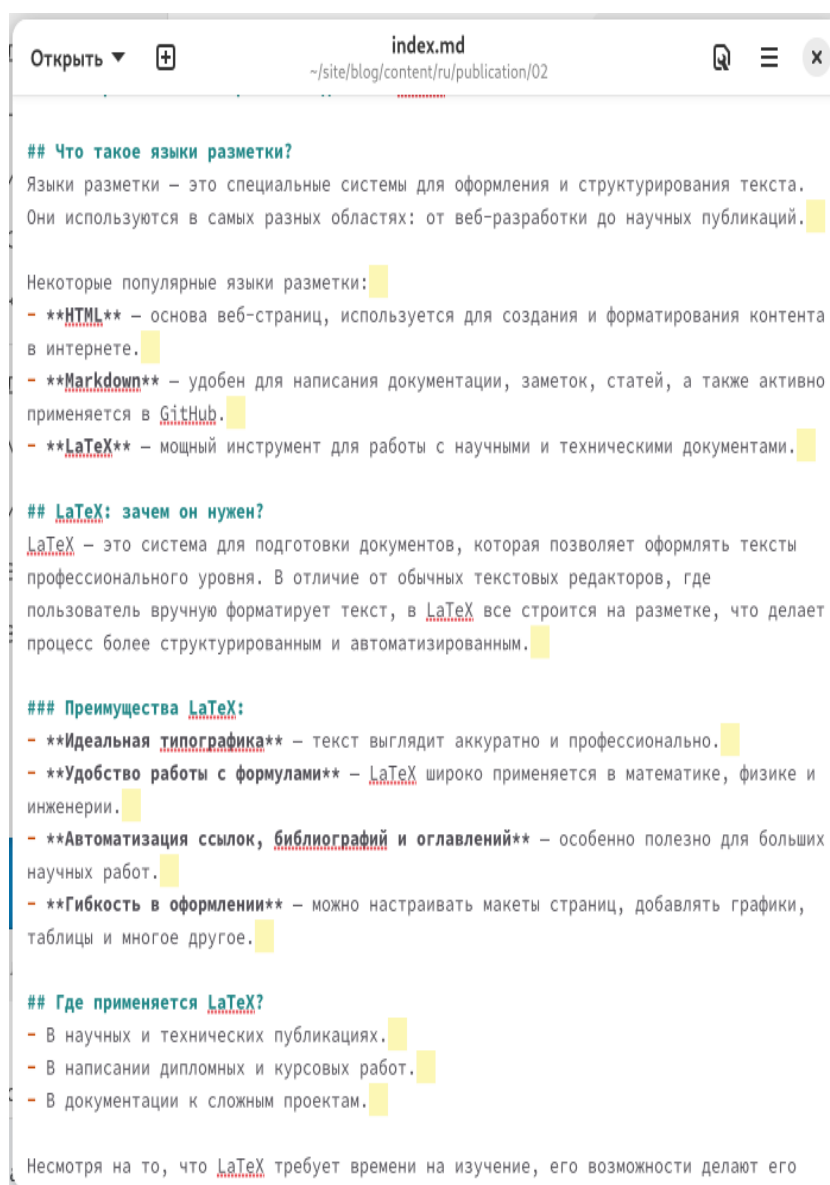 Открыть
index.md
~/site/blog/content/ru/publication/02
## Что такое языки разметки?
Языки разметки — это специальные системы для оформления и структурирования текста.
Они используются в самых разных областях: от веб-разработки до научных публикаций.
Некоторые популярные языки разметки:
- **HTML** — основа веб-страниц, используется для создания и форматирования контента
в интернете.
- **Markdown** — удобен для написания документации, заметок, статей, а также активно
применяется в GitHub.
- **LaTeX** — мощный инструмент для работы с научными и техническими документами.
## LaTeX: зачем он нужен?
LaTeX — это система для подготовки документов, которая позволяет оформлять тексты
профессионального уровня. В отличие от обычных текстовых редакторов, где
пользователь вручную форматирует текст, в LaTeX все строится на разметке, что делает
процесс более структурированным и автоматизированным.
### Преимущества LaTeX:
- **Идеальная типографика** — текст выглядит аккуратно и профессионально.
- **Удобство работы с формулами** — LaTeX широко применяется в математике, физике и
инженерии.
- **Автоматизация ссылок, библиографий и оглавлений** — особенно полезно для больших
научных работ.
- **Гибкость в оформлении** — можно настраивать макеты страниц, добавлять графики,
таблицы и многое другое.
## Где применяется LaTeX?
- В научных и технических публикациях.
- В написании дипломных и курсовых работ.
- В документации к сложным проектам.
Несмотря на то, что LaTeX требует времени на изучение, его возможности делают его